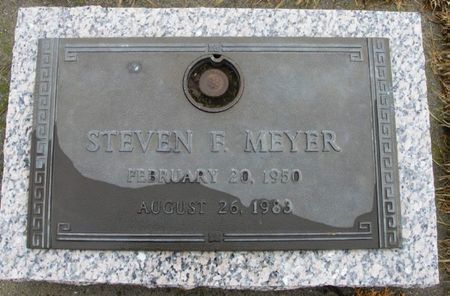 STEVEN F. MEYER
FEBRUARY 20, 1950
AUGUST 26, 1983